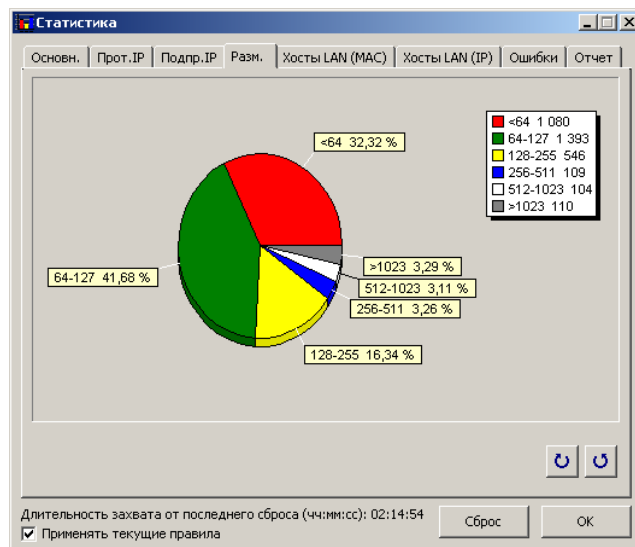 Статистика
Основн. Прот.IP Подпр.IP Разм. Хосты LAN (MAC) Хосты LAN (IP) Ошибки Отчет
<64 1 080
64-127 1 393
128-255 546
256-511 109
512-1023 104
>1023 110
<64 32,32 %
>1023 3,29 %
64-127 41,68 %
512-1023 3,11 %
256-511 3,26 %
128-255 16,34 %
Длительность захвата от последнего сброса (чч:мм:сс): 02:14:54
Применять текущие правила
Сброс
OK